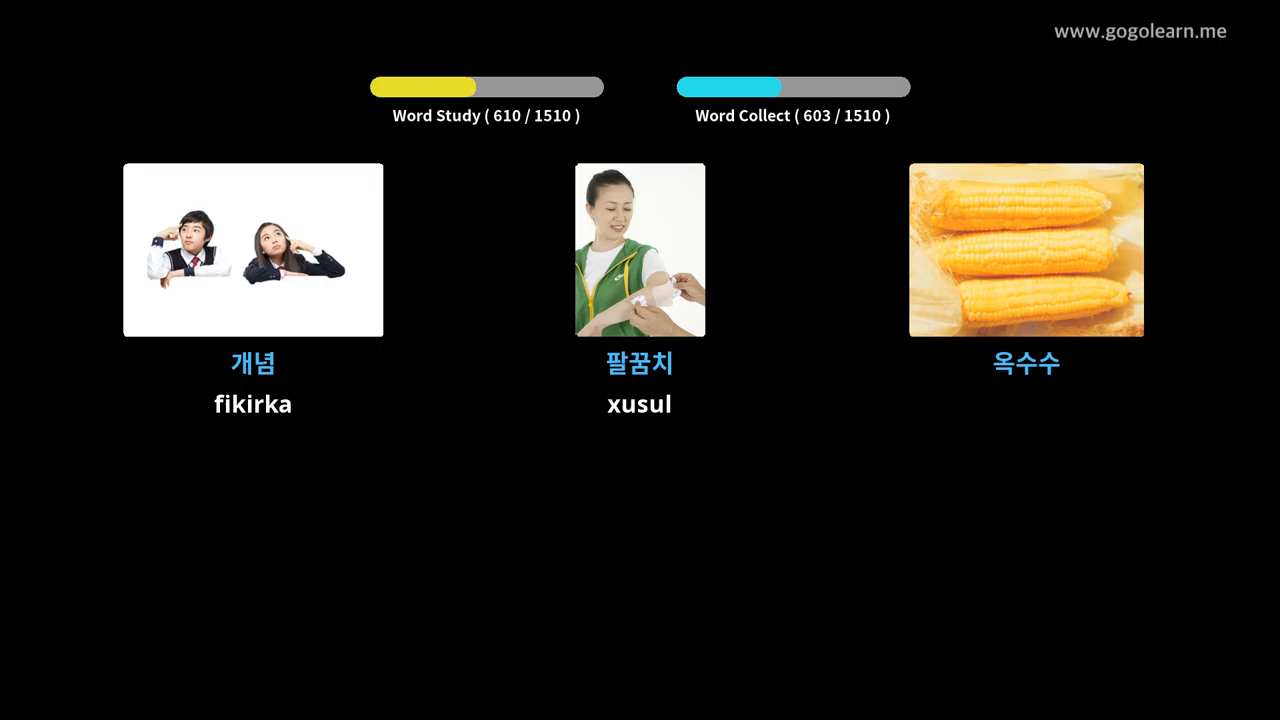 www.gogolearn.me
Word Study ( 610 / 1510 )
Word Collect ( 603 / 1510 )
개념
팔꿈치
옥수수
fikirka
xusul